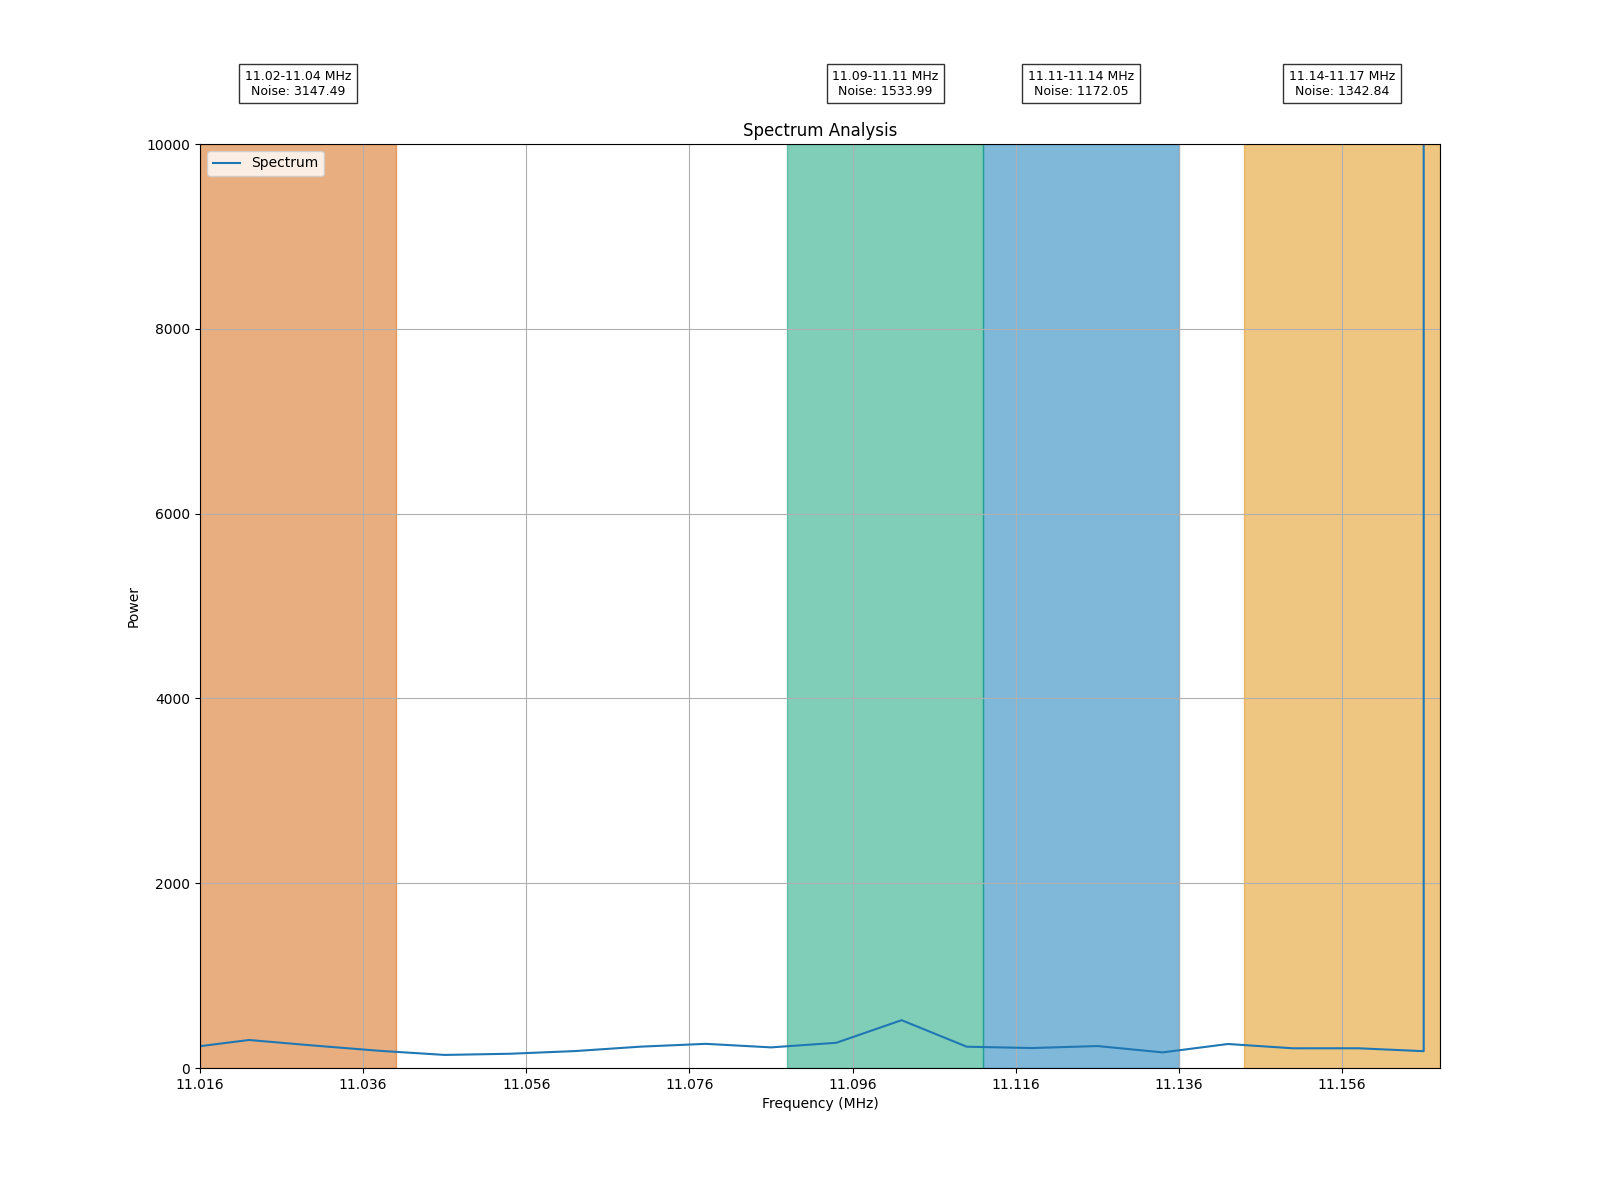 11.02-11.04 MHz
Noise: 3147.49
11.09-11.11 MHz
Noise: 1533.99
11.11-11.14 MHz
Noise: 1172.05
11.14-11.17 MHz
Noise: 1342.84
Spectrum Analysis
Spectrum
10000
8000
6000
4000
2000
0
Power
11.016
11.036
11.056
11.076
11.096
11.116
11.136
11.156
Frequency (MHz)